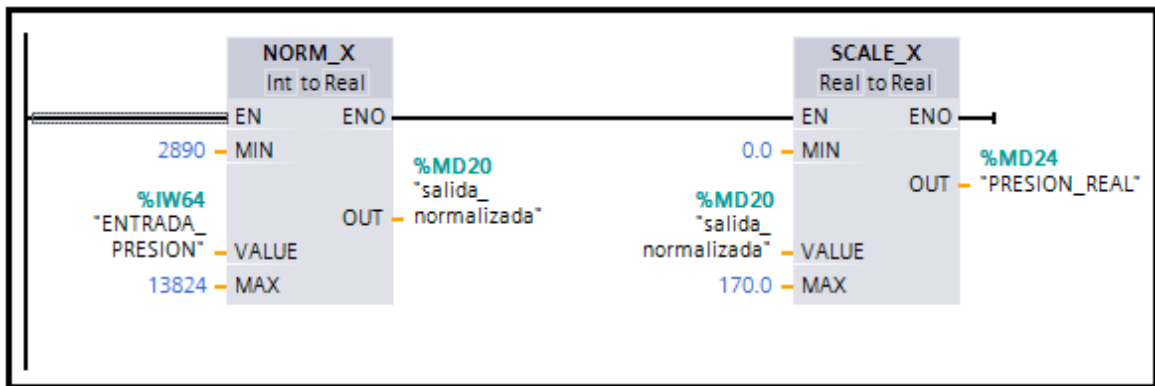 NORM_X
Int to Real
EN ENO
2890 MIN
%MD20
"salida_
normalizada"
OUT
%IW64
"ENTRADA_
PRESION"
VALUE
13824 MAX
SCALE_X
Real to Real
EN ENO
0.0 MIN
%MD24
"PRESION_REAL"
OUT
%MD20
"salida_
normalizada"
VALUE
170.0 MAX